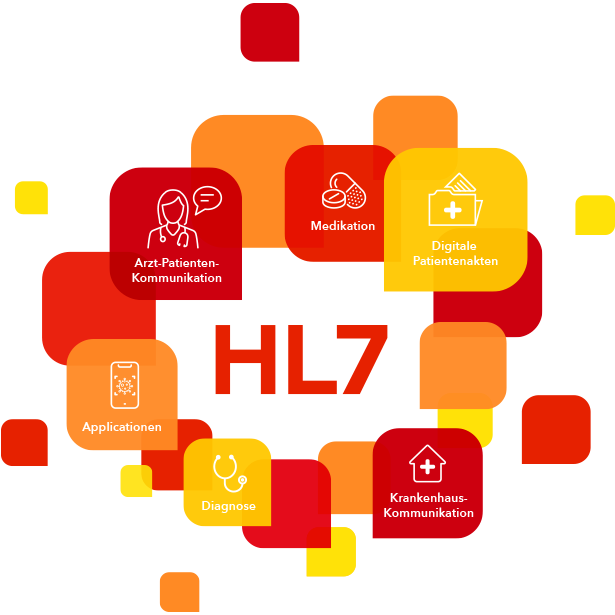 Medikation
Digitale
Patientenakten
Arzt-Patienten-
Kommunikation
HL7
Applicationen
Diagnose
Krankenhaus-
Kommunikation